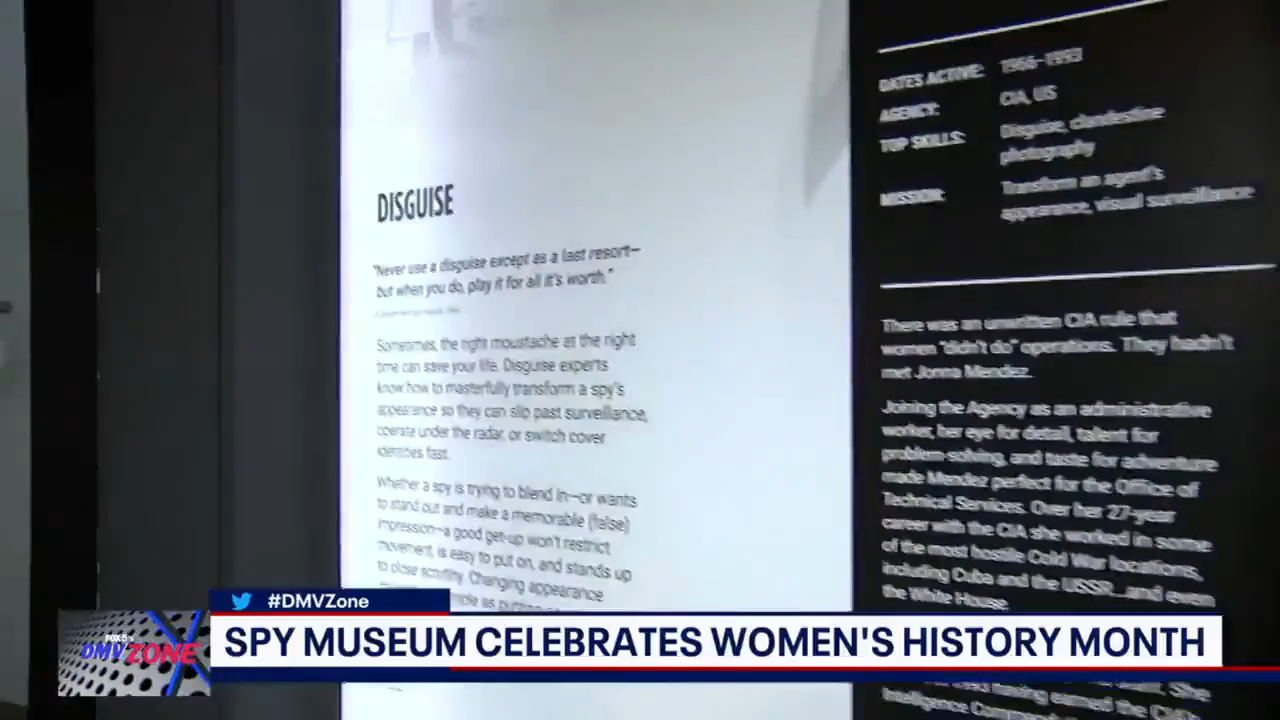 DISGUISE
"Never use a disguise except as a last resort—
but when you do, play it for all it's worth."
Sometimes, the right moustache at the right
time can save your life. Disguise experts
know how to masterfully transform a spy's
appearance so they can slip past surveillance,
operate under the radar, or switch cover
identities fast.
Whether a spy is trying to blend in—or wants
to stand out and make a memorable (false)
impression—a good get-up won't restrict
movement, is easy to put on, and stands up
to close scrutiny. Changing appearance
DATES ACTIVE: 1966–1993
AGENCY: CIA, US
TOP SKILLS: Disguise, clandestine
photography
MISSION: Transform an agent's
appearance, visual surveillance
There was an unwritten CIA rule that
women "didn't do" operations. They hadn't
met Jonna Mendez.
Joining the Agency as an administrative
worker, her eye for detail, talent for
problem-solving, and taste for adventure
made Mendez perfect for the Office of
Technical Services. Over her 27-year
career with the CIA she worked in some
of the most hostile Cold War locations,
including Cuba and the USSR...and even
the White House.
She
having earned the
Intelligence
#DMVZone
FOX 5
DMV ZONE
SPY MUSEUM CELEBRATES WOMEN'S HISTORY MONTH